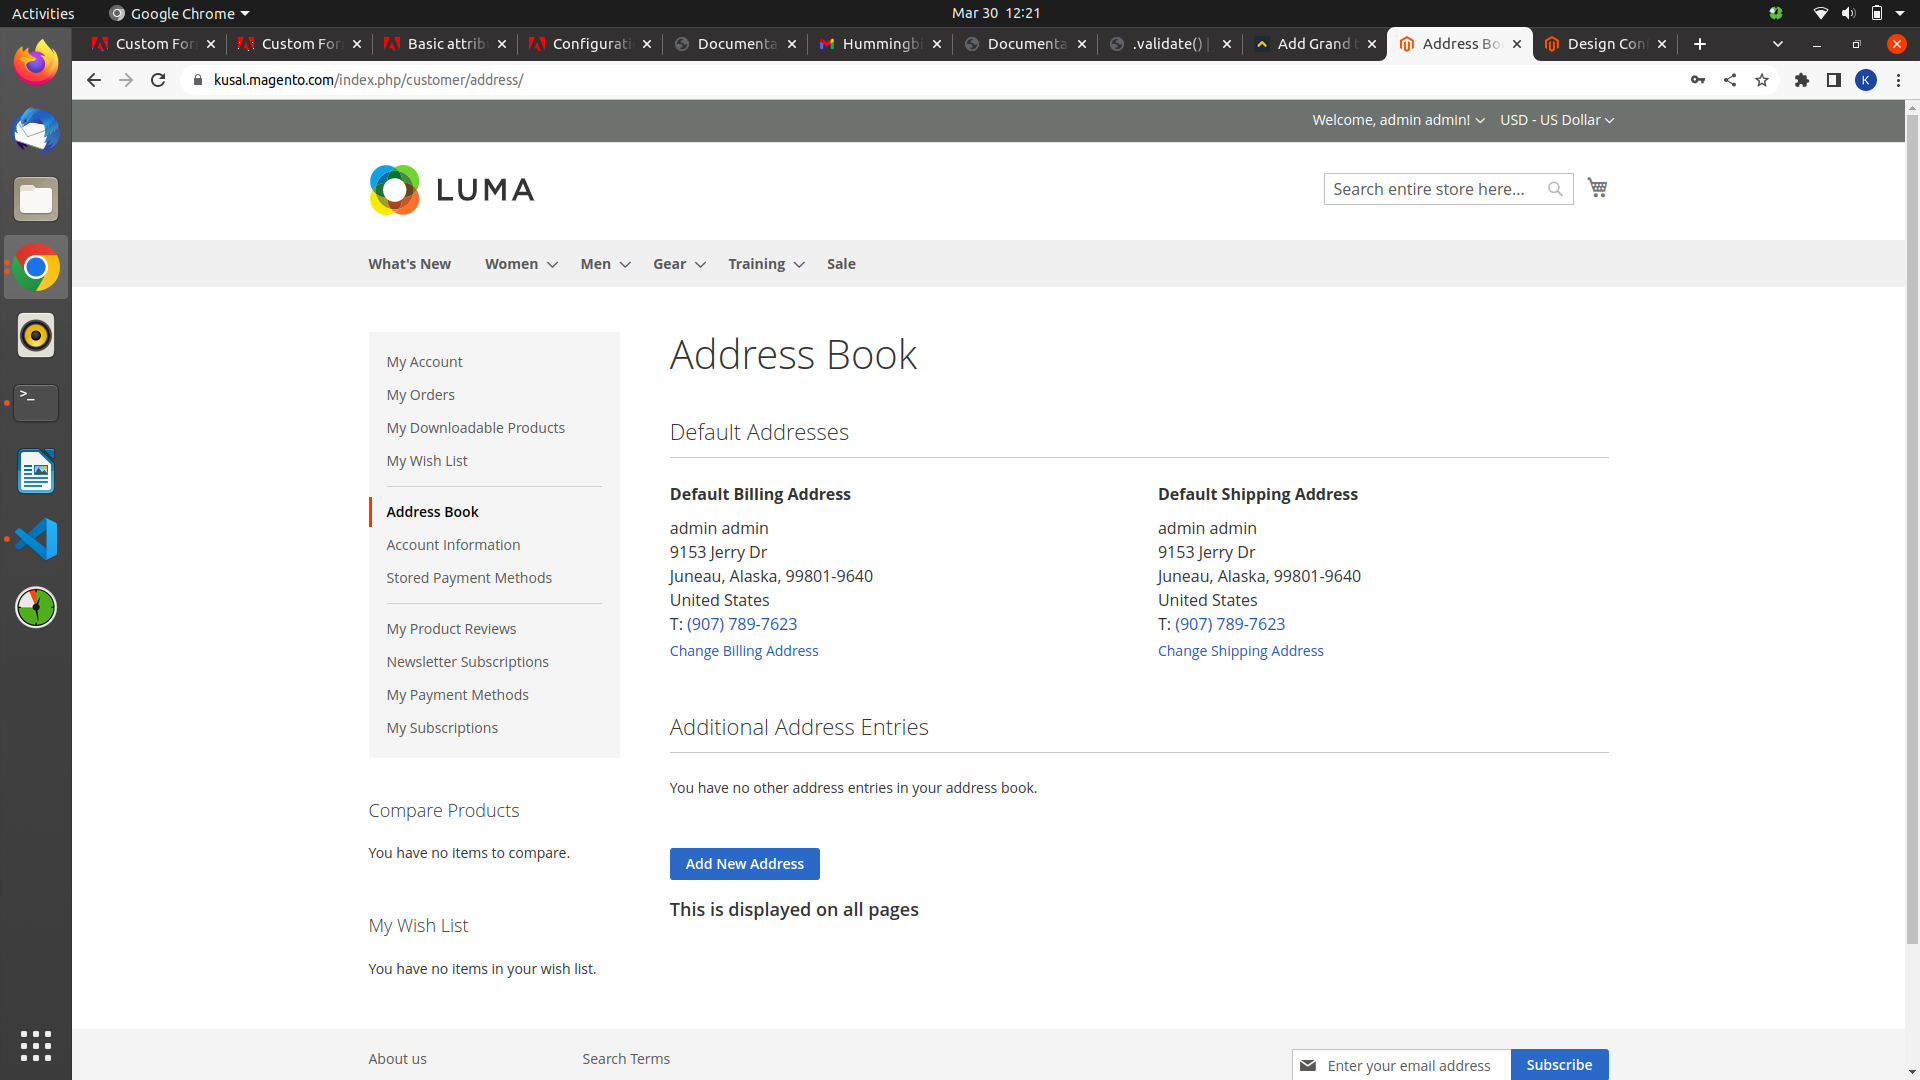 Activities
Google Chrome
Mar 30 12:21
Custom For
Custom For
Basic attrib
Configurati
Documenta
Hummingbi
Documenta
.validate() |
Add Grand t
Address Bo
Design Con
kusal.magento.com/index.php/customer/address/
K
Welcome, admin admin!
USD - US Dollar
LUMA
Search entire store here...
What's New
Women
Men
Gear
Training
Sale
My Account
My Orders
My Downloadable Products
My Wish List
Address Book
Account Information
Stored Payment Methods
My Product Reviews
Newsletter Subscriptions
My Payment Methods
My Subscriptions
Compare Products
You have no items to compare.
My Wish List
You have no items in your wish list.
Address Book
Default Addresses
Default Billing Address
admin admin
9153 Jerry Dr
Juneau, Alaska, 99801-9640
United States
T: (907) 789-7623
Change Billing Address
Default Shipping Address
admin admin
9153 Jerry Dr
Juneau, Alaska, 99801-9640
United States
T: (907) 789-7623
Change Shipping Address
Additional Address Entries
You have no other address entries in your address book.
Add New Address
This is displayed on all pages
About us
Search Terms
Enter your email address
Subscribe